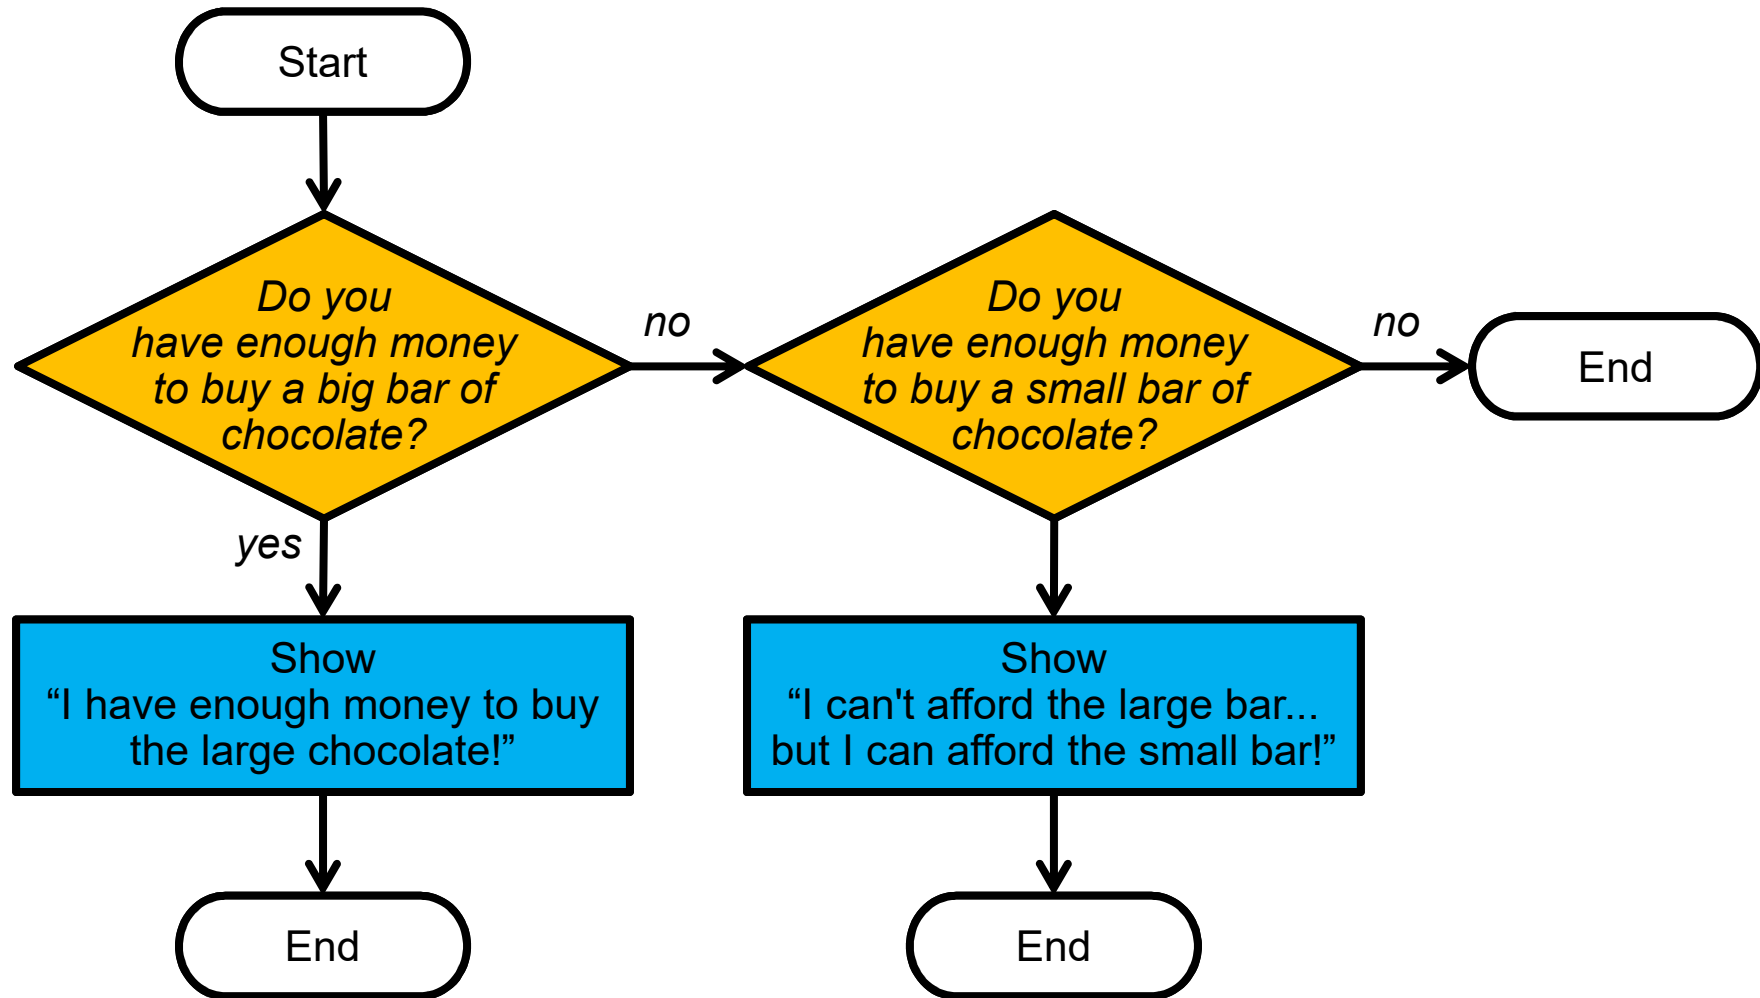 Start
Do you
have enough money
to buy a big bar of
chocolate?
no
Do you
have enough money
to buy a small bar of
chocolate?
no
End
yes
Show
“I have enough money to buy
the large chocolate!”
Show
“I can't afford the large bar...
but I can afford the small bar!”
End
End